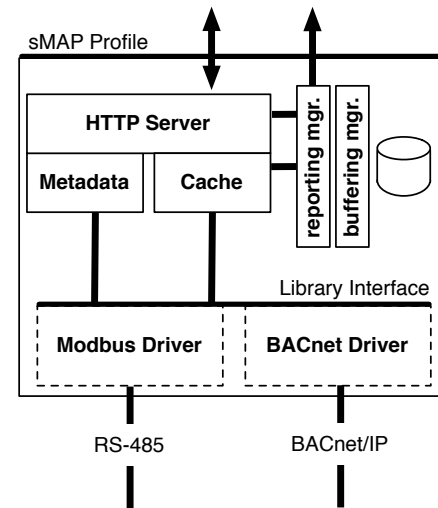 sMAP Profile
HTTP Server
Metadata
Cache
reporting mgr.
buffering mgr.
Library Interface
Modbus Driver
BACnet Driver
RS-485
BACnet/IP